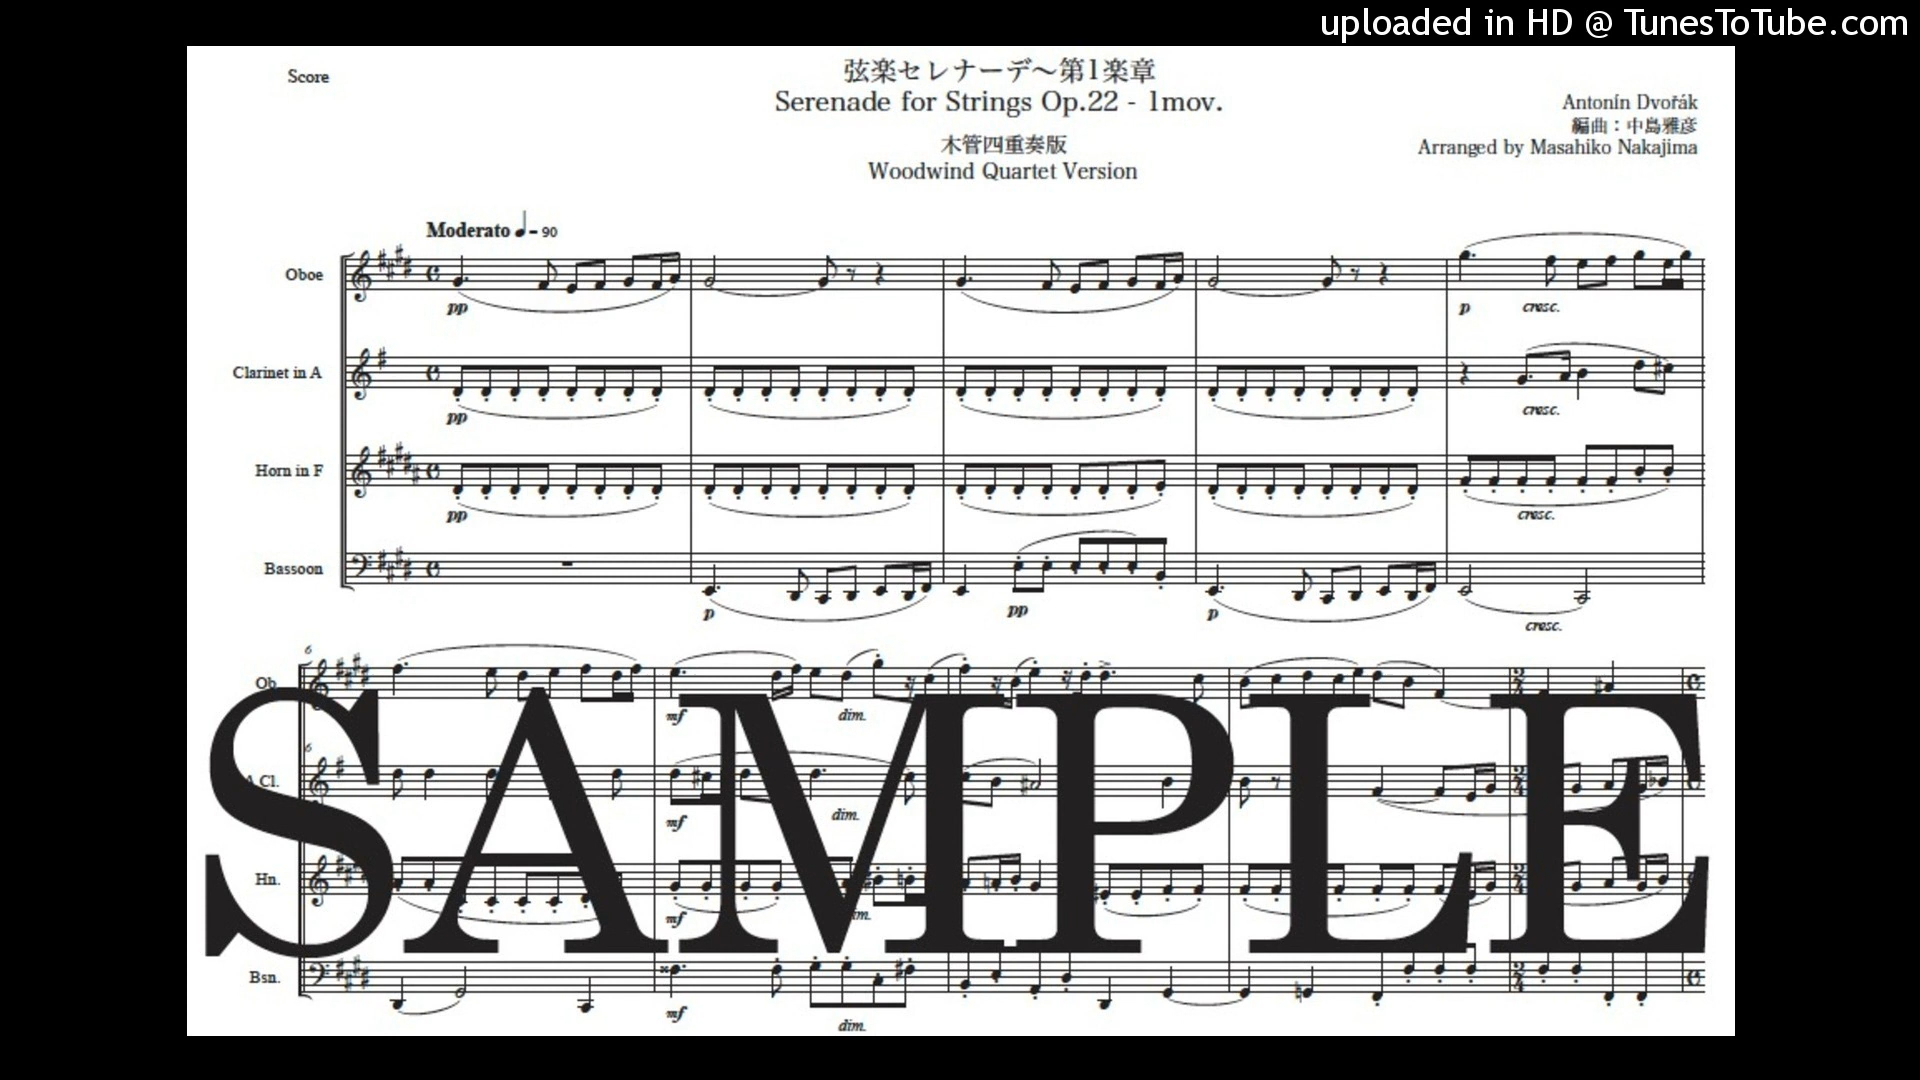 uploaded in HD @ TunesToTube.com
Score
弦楽セレナーデ～第1楽章
Serenade for Strings Op.22 - 1mov.
木管四重奏版
Woodwind Quartet Version
Antonín Dvořák
編曲：中島雅彦
Arranged by Masahiko Nakajima
Moderato ♩= 90
Oboe
pp
p cresc.
Clarinet in A
pp
cresc.
Horn in F
pp
cresc.
Bassoon
p
pp
p
cresc.
6
Ob.
mf
dim.
6
A Cl.
mf
dim.
Hn.
mf
dim.
Bsn.
mf
dim.
SAMPLE